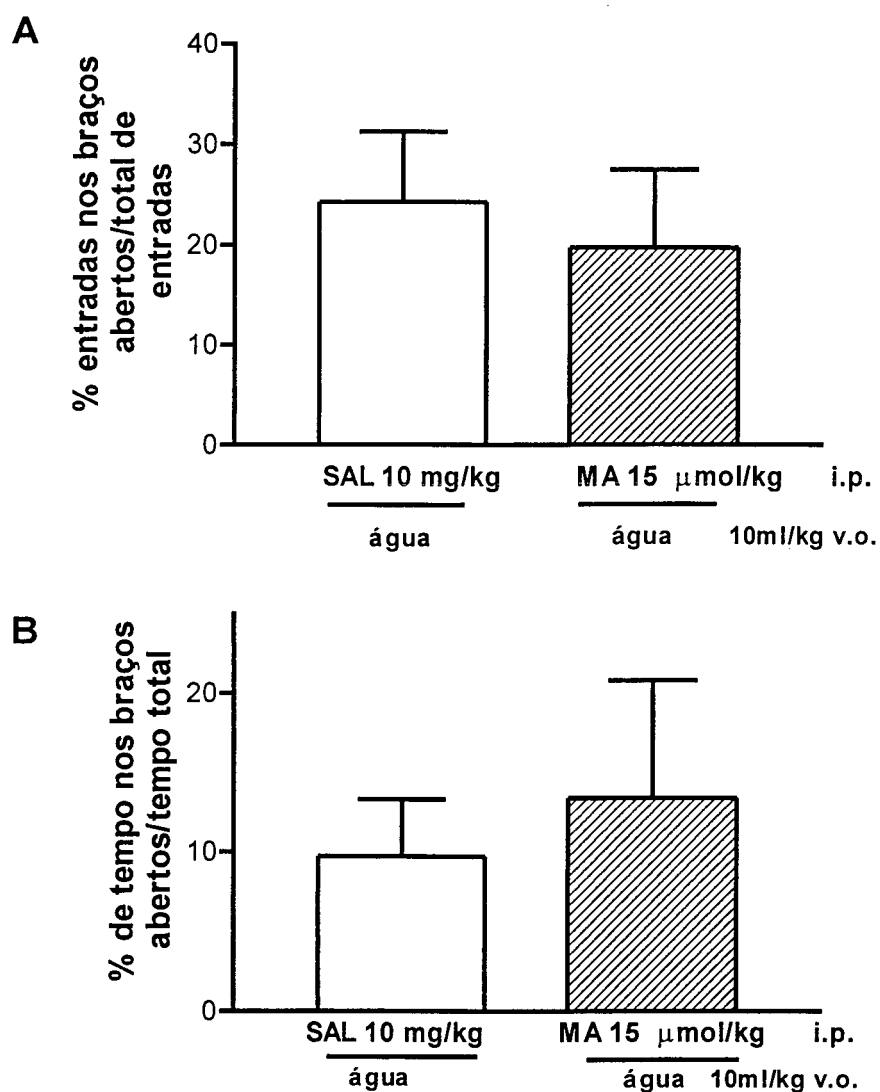 A
% entradas nos braços
abertos/total de
entradas
40
30
20
10
0
SAL 10 mg/kg
MA 15 μmol/kg
i.p.
água
água
10ml/kg v.o.
B
% de tempo nos braços
abertos/tempo total
20
10
0
SAL 10 mg/kg
MA 15 μmol/kg
i.p.
água
água
10ml/kg v.o.